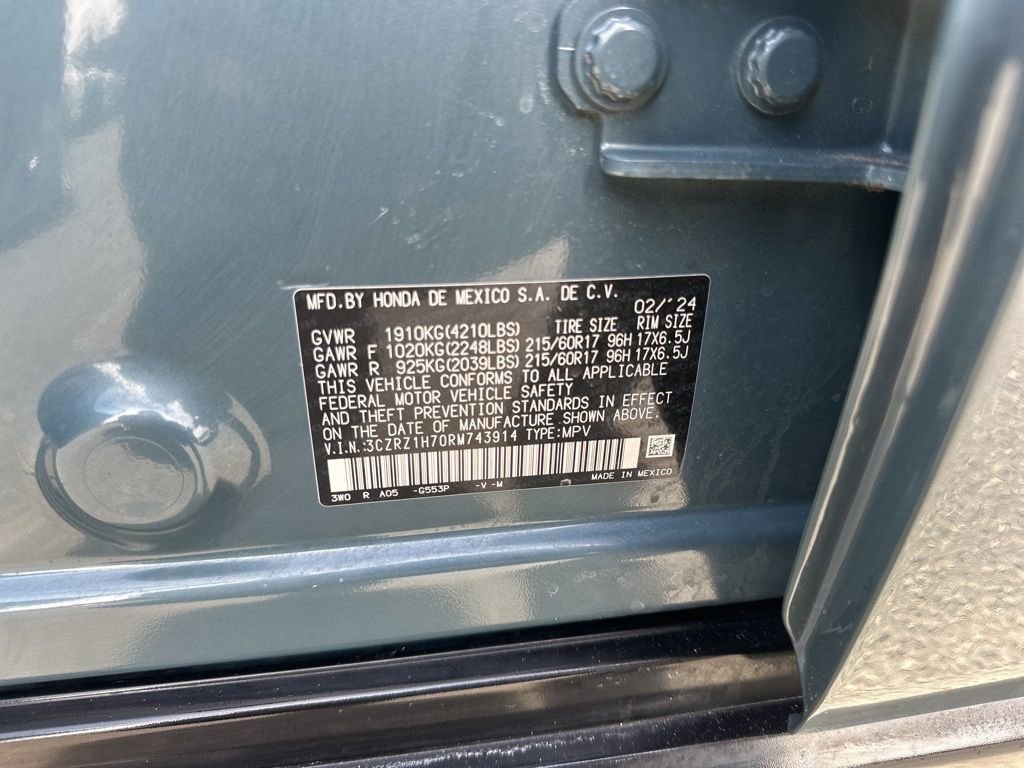 MFD.BY HONDA DE MEXICO S.A. DE C.V. 02/'24
GVWR 1910KG(4210LBS) TIRE SIZE RIM SIZE
GAWR F 1020KG(2248LBS) 215/60R17 96H 17X6.5J
GAWR R 925KG(2039LBS) 215/60R17 96H 17X6.5J
THIS VEHICLE CONFORMS TO ALL APPLICABLE
FEDERAL MOTOR VEHICLE SAFETY
AND THEFT PREVENTION STANDARDS IN EFFECT
ON THE DATE OF MANUFACTURE SHOWN ABOVE.
V.I.N.:3CZRZ1H70RM743914 TYPE:MPV
MADE IN MEXICO
3W0 R A05 -G553P -V -M